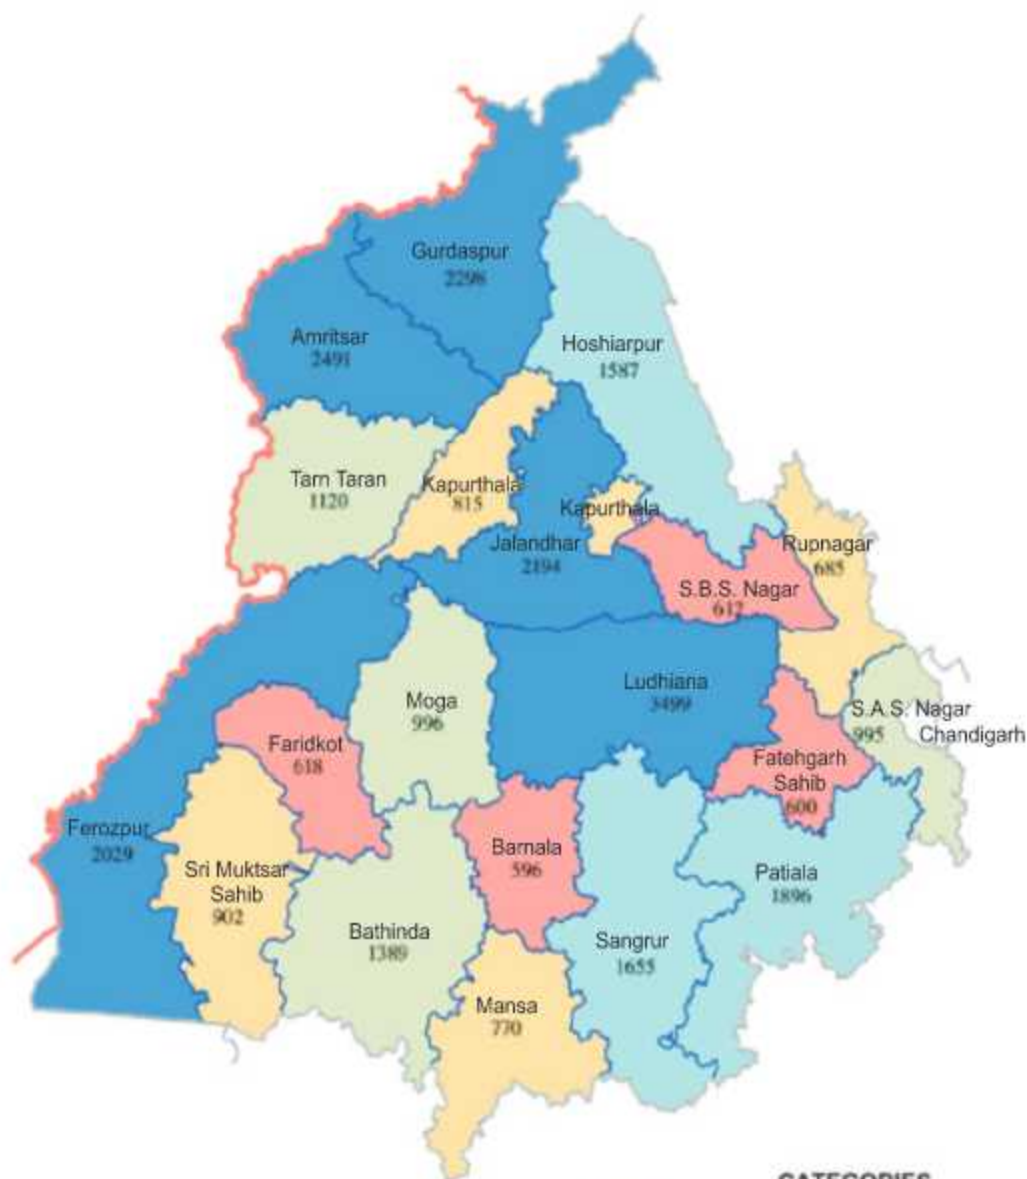 Gurdaspur
2298
Amritsar
2491
Hoshiarpur
1587
Tarn Taran
1120
Kapurthala
815
Kapurthala
Jalandhar
2194
Rupnagar
685
S.B.S. Nagar
612
Ludhiana
3499
Moga
996
S.A.S. Nagar
995
Chandigarh
Faridkot
618
Fatehgarh
Sahib
600
Ferozpur
2029
Barnala
596
Sri Muktsar
Sahib
902
Patiala
1896
Bathinda
1389
Sangrur
1655
Mansa
770
CATEGORIES